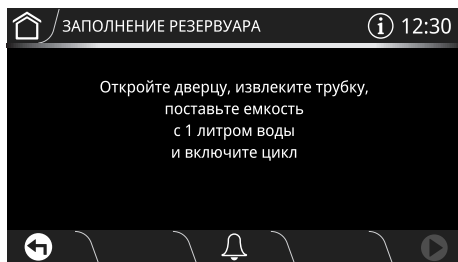 ЗАПОЛНЕНИЕ РЕЗЕРВУАРА
i 12:30
Откройте дверцу, извлеките трубку,
поставьте емкость
с 1 литром воды
и включите цикл